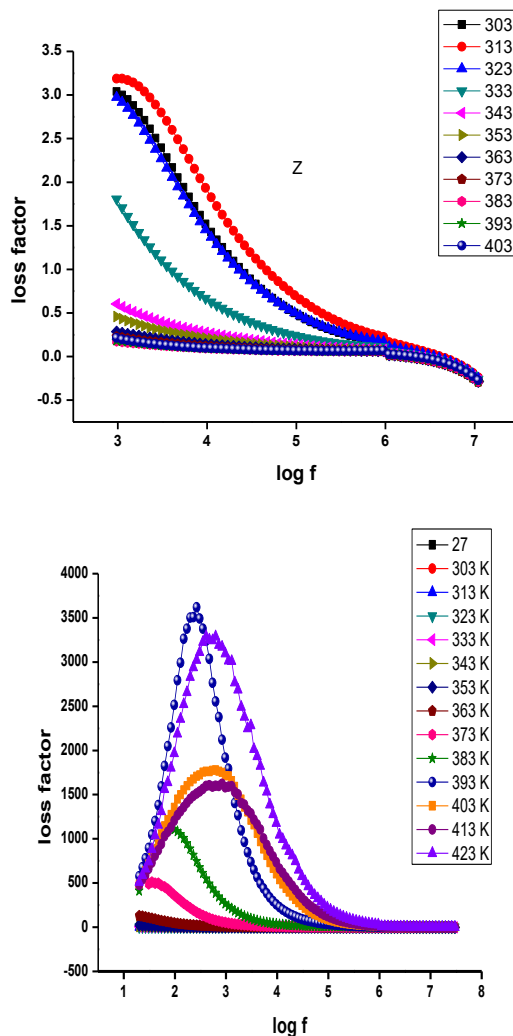 303
313
323
333
343
353
363
373
383
393
403
3.5
3.0
2.5
2.0
1.5
1.0
0.5
0.0
-0.5
loss factor
Z
3 4 5 6 7
log f
27
303 K
313 K
323 K
333 K
343 K
353 K
363 K
373 K
383 K
393 K
403 K
413 K
423 K
4000
3500
3000
2500
2000
1500
1000
500
0
-500
loss factor
1 2 3 4 5 6 7 8
log f